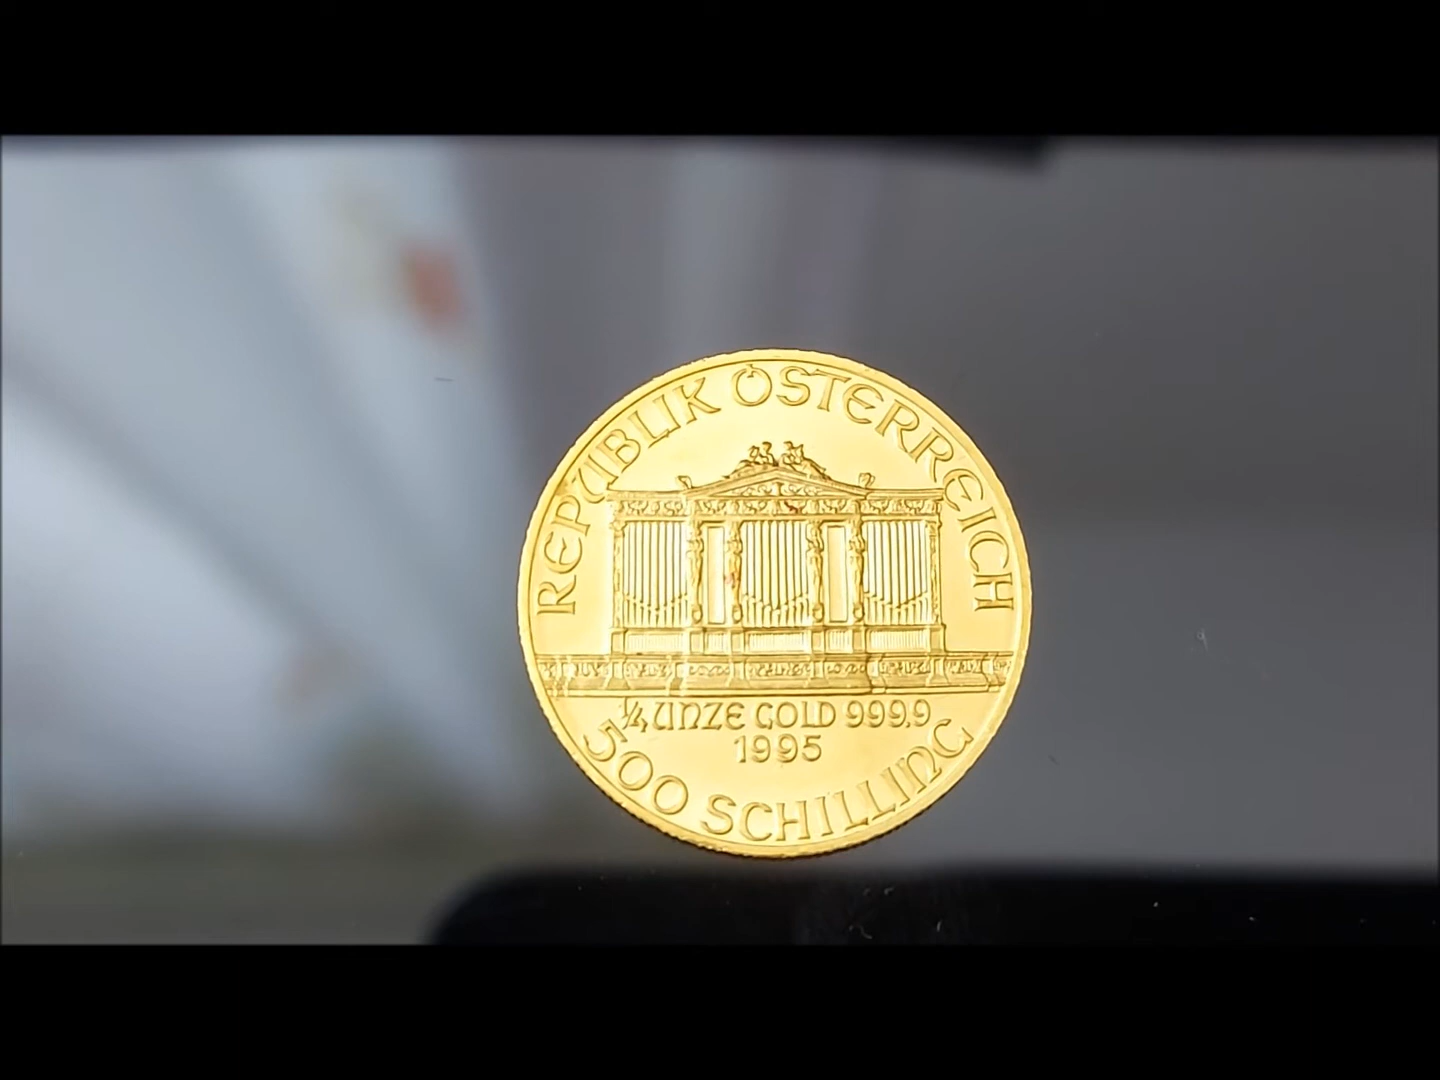 REPUBLIK ÖSTERREICH
1/4 UNZE GOLD 999.9
1995
500 SCHILLING